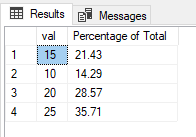 Results Messages
val Percentage of Total
1 15 21.43
2 10 14.29
3 20 28.57
4 25 35.71